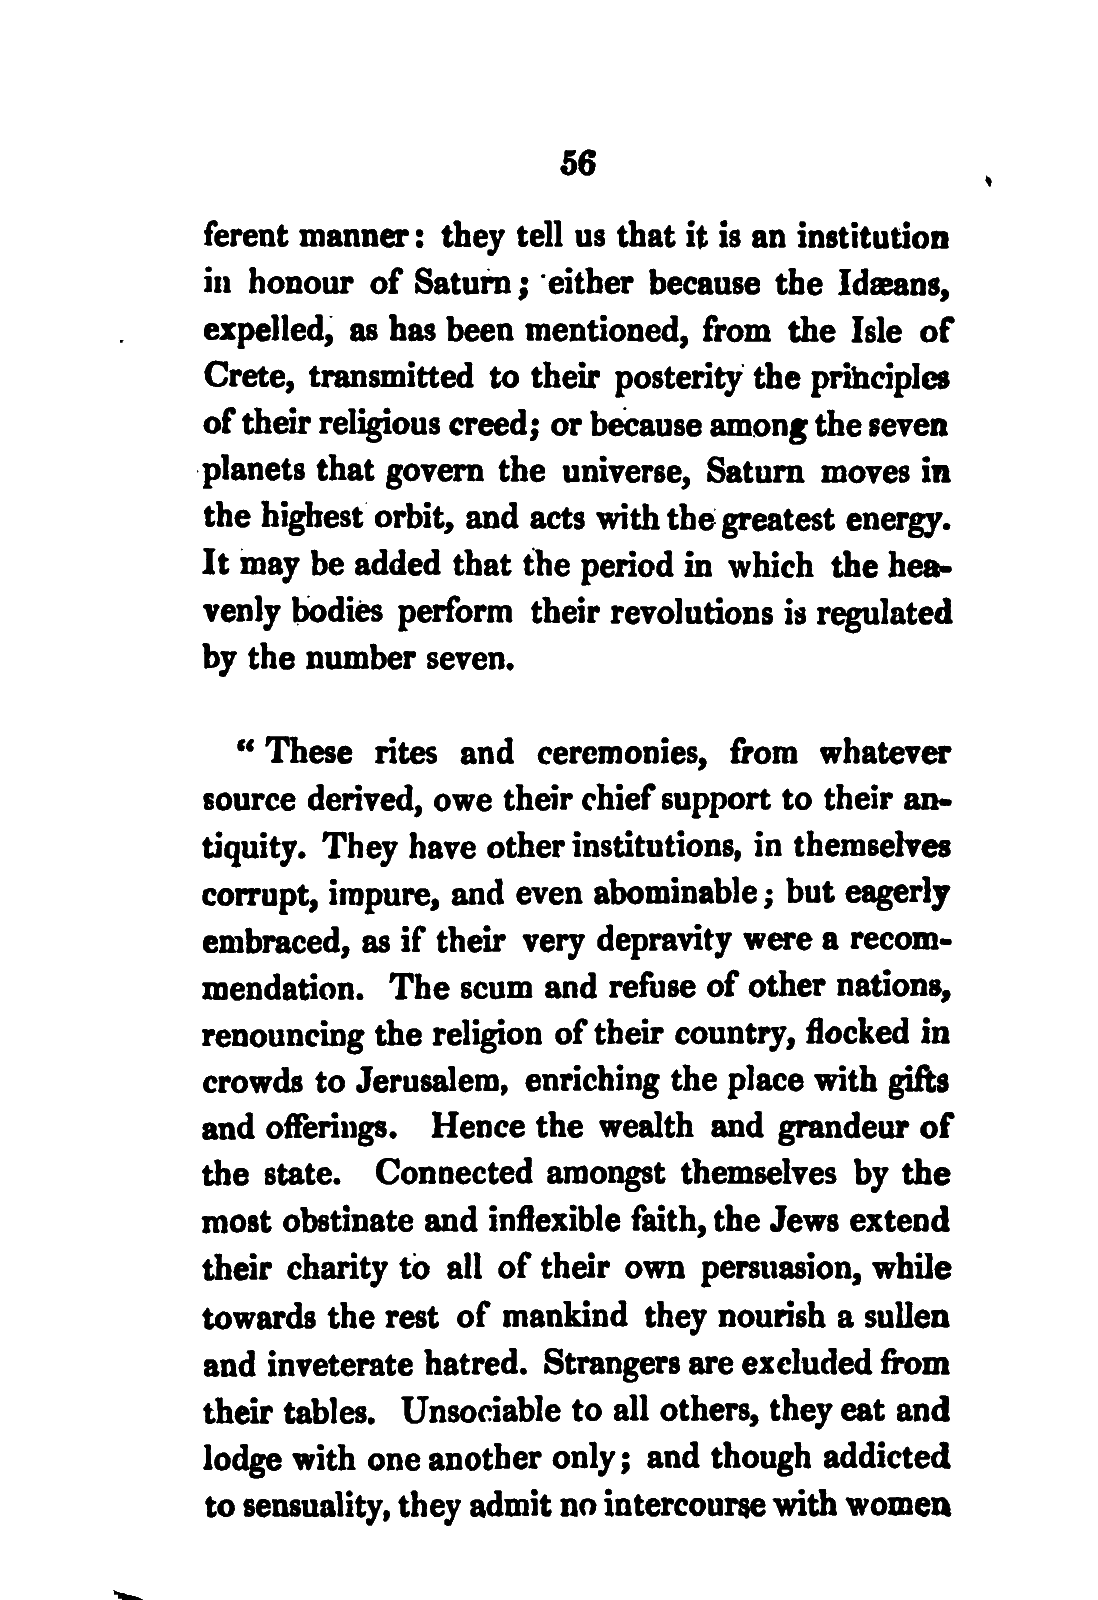 56
ferent manner: they tell us that it is an institution
in honour of Saturn; either because the Idæans,
expelled, as has been mentioned, from the Isle of
Crete, transmitted to their posterity the principles
of their religious creed; or because among the seven
planets that govern the universe, Saturn moves in
the highest orbit, and acts with the greatest energy.
It may be added that the period in which the hea-
venly bodies perform their revolutions is regulated
by the number seven.
“ These rites and ceremonies, from whatever
source derived, owe their chief support to their an-
tiquity. They have other institutions, in themselves
corrupt, impure, and even abominable; but eagerly
embraced, as if their very depravity were a recom-
mendation. The scum and refuse of other nations,
renouncing the religion of their country, flocked in
crowds to Jerusalem, enriching the place with gifts
and offerings. Hence the wealth and grandeur of
the state. Connected amongst themselves by the
most obstinate and inflexible faith, the Jews extend
their charity to all of their own persuasion, while
towards the rest of mankind they nourish a sullen
and inveterate hatred. Strangers are excluded from
their tables. Unsociable to all others, they eat and
lodge with one another only; and though addicted
to sensuality, they admit no intercourse with women